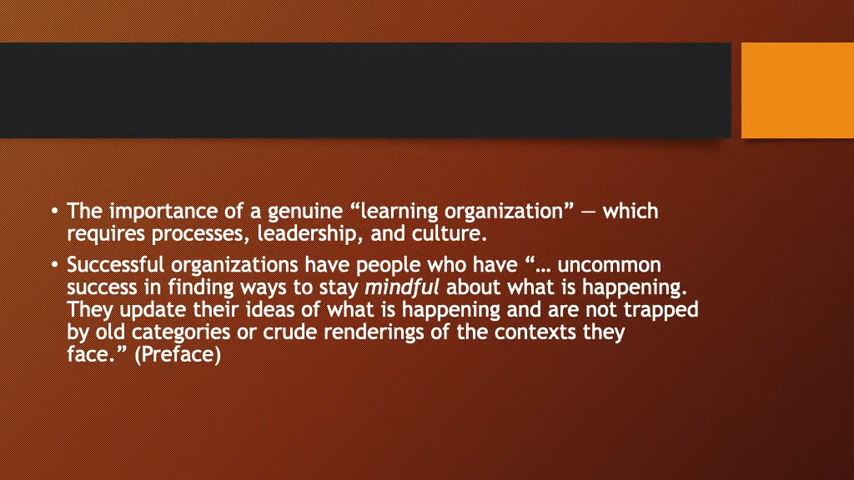 • The importance of a genuine “learning organization” — which
requires processes, leadership, and culture.
• Successful organizations have people who have “… uncommon
success in finding ways to stay mindful about what is happening.
They update their ideas of what is happening and are not trapped
by old categories or crude renderings of the contexts they
face.” (Preface)